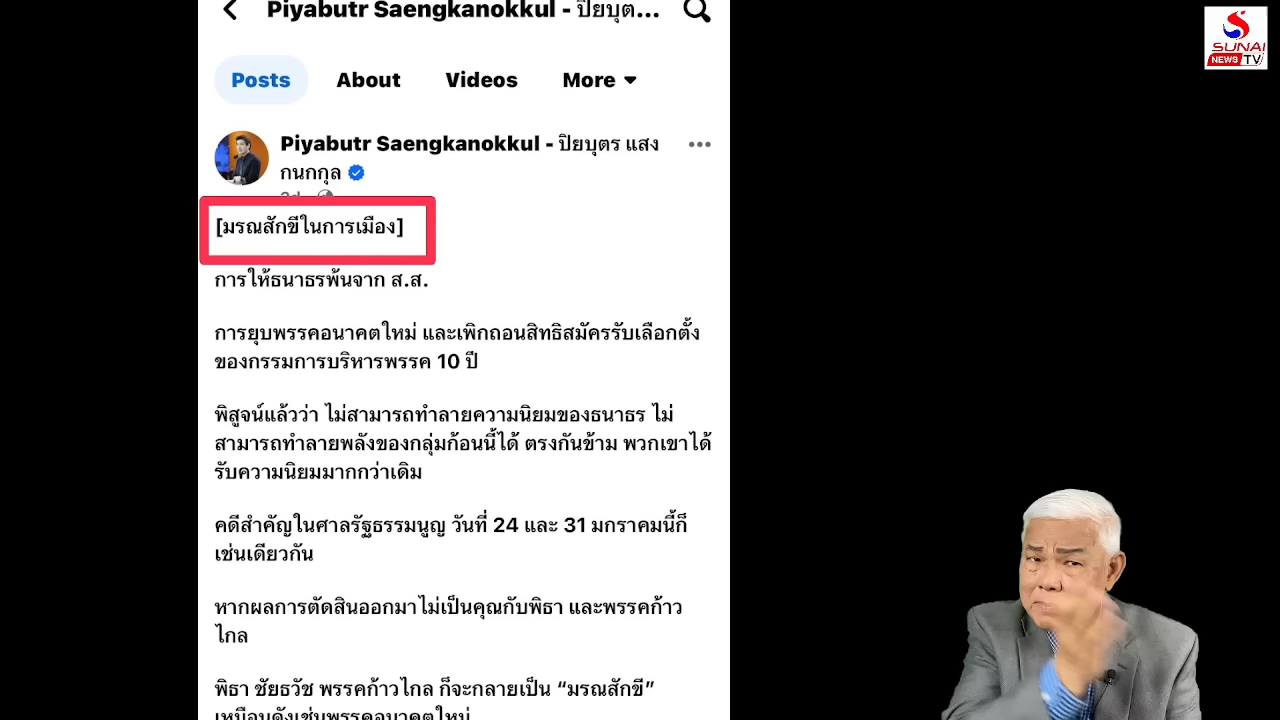 Piyabutr Saengkanokkul - ปิยบุต...
SUNAI
NEWS TV
Posts About Videos More
Piyabutr Saengkanokkul - ปิยบุตร แสง
กนกกุล
[มรณสักขีในการเมือง]
การให้ธนาธรพ้นจาก ส.ส.
การยุบพรรคอนาคตใหม่ และเพิกถอนสิทธิสมัครรับเลือกตั้ง
ของกรรมการบริหารพรรค 10 ปี
พิสูจน์แล้วว่า ไม่สามารถทำลายความนิยมของธนาธร ไม่
สามารถทำลายพลังของกลุ่มก้อนนี้ได้ ตรงกันข้าม พวกเขาได้
รับความนิยมมากกว่าเดิม
คดีสำคัญในศาลรัฐธรรมนูญ วันที่ 24 และ 31 มกราคมนี้ก็
เช่นเดียวกัน
หากผลการตัดสินออกมาไม่เป็นคุณกับพิธา และพรรคก้าว
ไกล
พิธา ชัยธวัช พรรคก้าวไกล ก็จะกลายเป็น “มรณสักขี”
เหมือนดังเช่นพรรคอนาคตใหม่